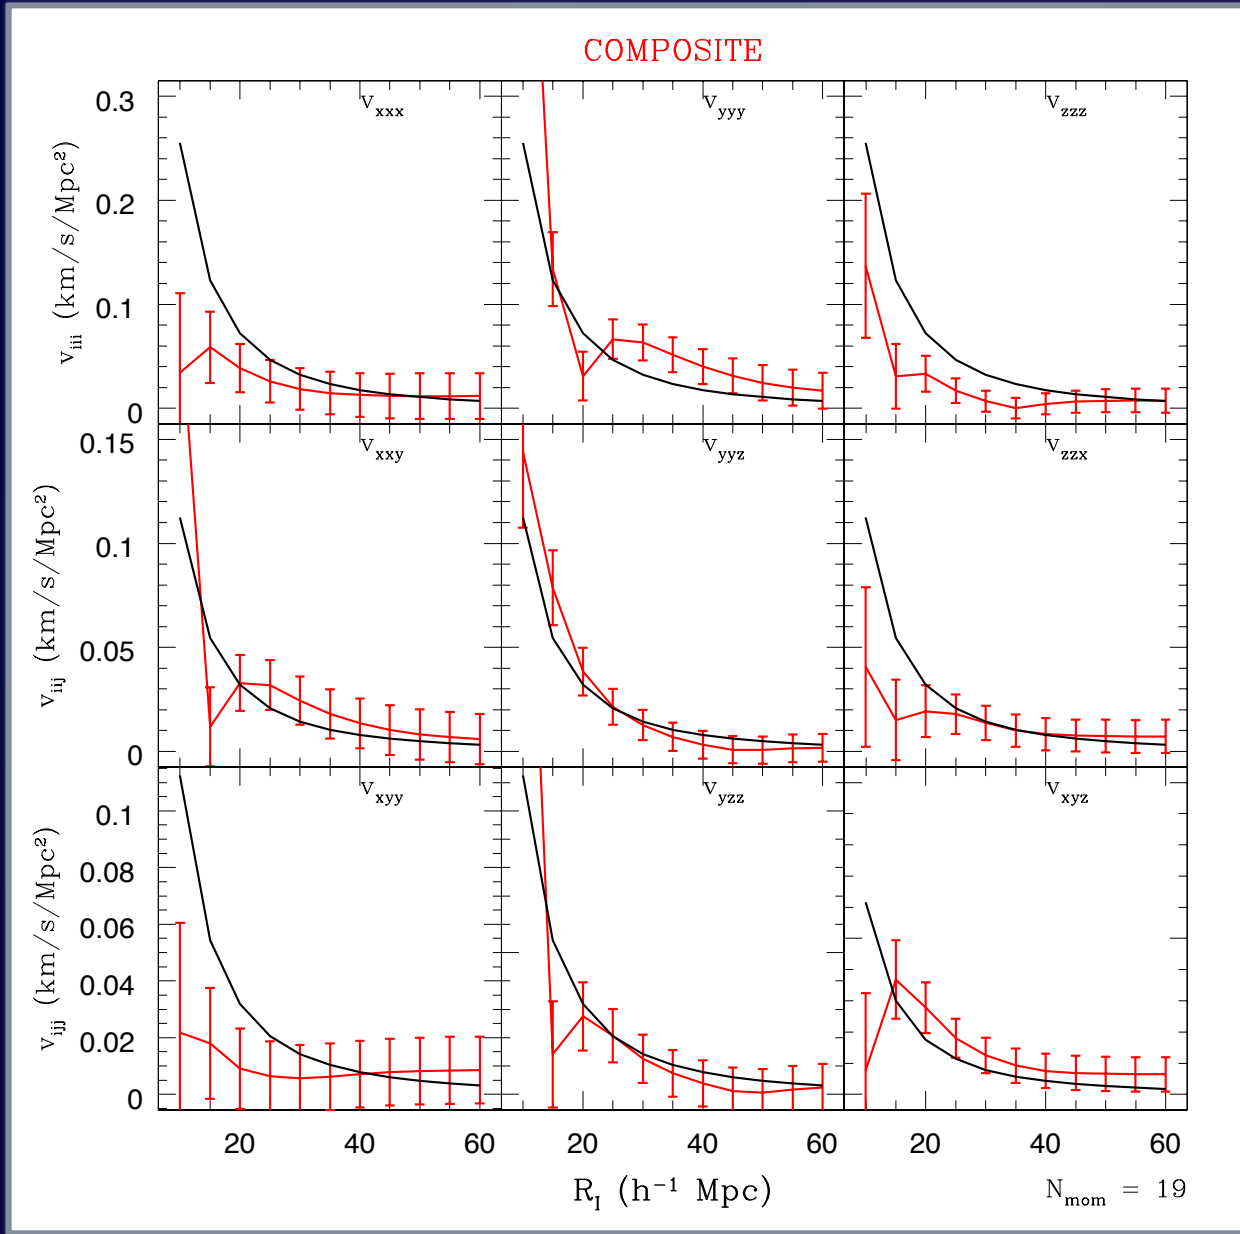 COMPOSITE
V_xxx V_yyy V_zzz
v_iii (km/s/Mpc²)
0.3
0.2
0.1
0
V_xxy V_yyz V_zzx
v_iij (km/s/Mpc²)
0.15
0.1
0.05
0
V_xyy V_yzz V_xyz
v_ijj (km/s/Mpc²)
0.1
0.08
0.06
0.04
0.02
0
20 40 60 20 40 60 20 40 60
R_I (h⁻¹ Mpc)
N_mom = 19